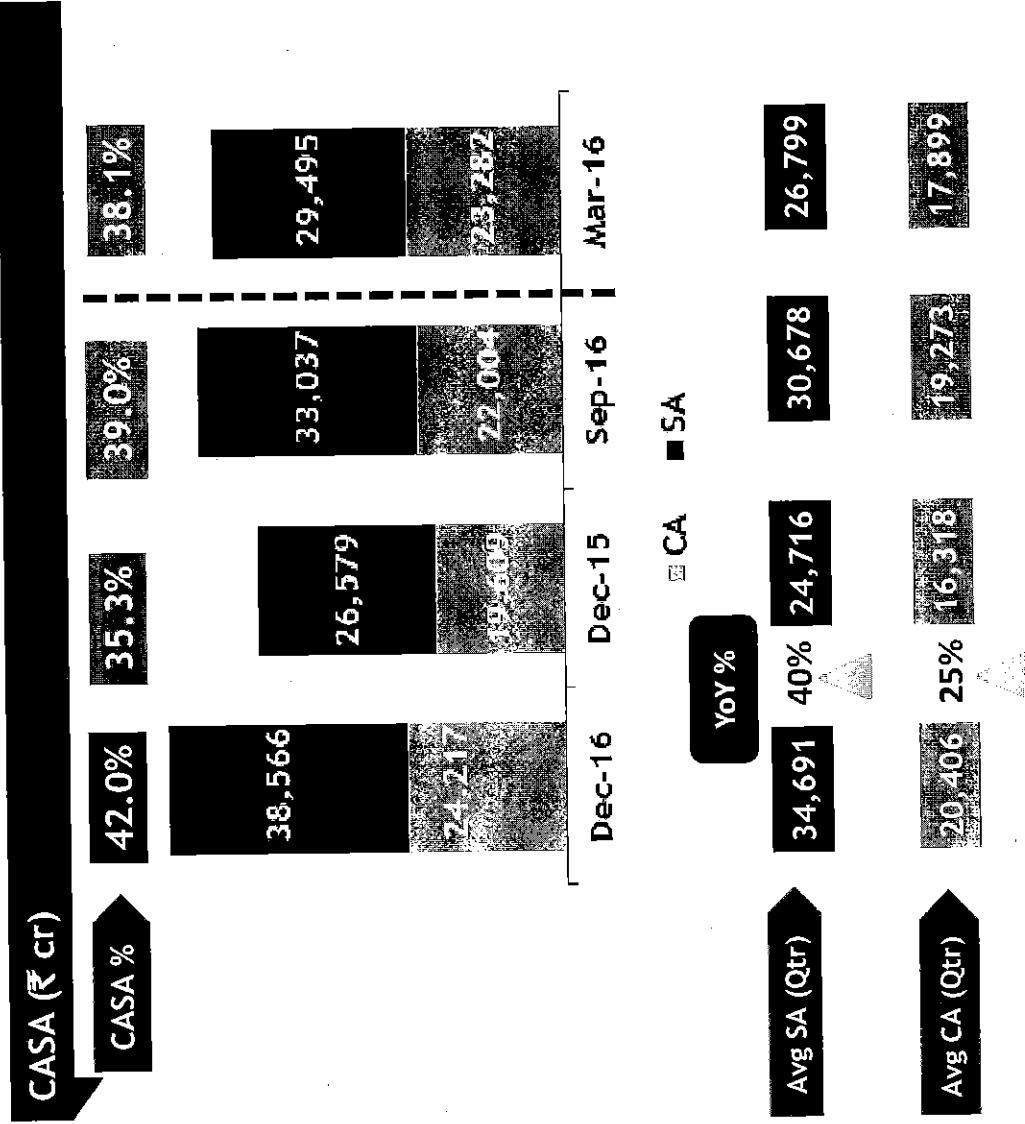 CASA (₹ cr)
CASA %
42.0% 35.3% 39.0% 38.1%
38,566 26,579 33,037 29,495
24,217 22,004 23,282
Dec-16 Dec-15 Sep-16 Mar-16
CA SA
YoY %
Avg SA (Qtr) 34,691 40% 24,716 30,678 26,799
Avg CA (Qtr) 20,406 25% 16,318 19,273 17,899